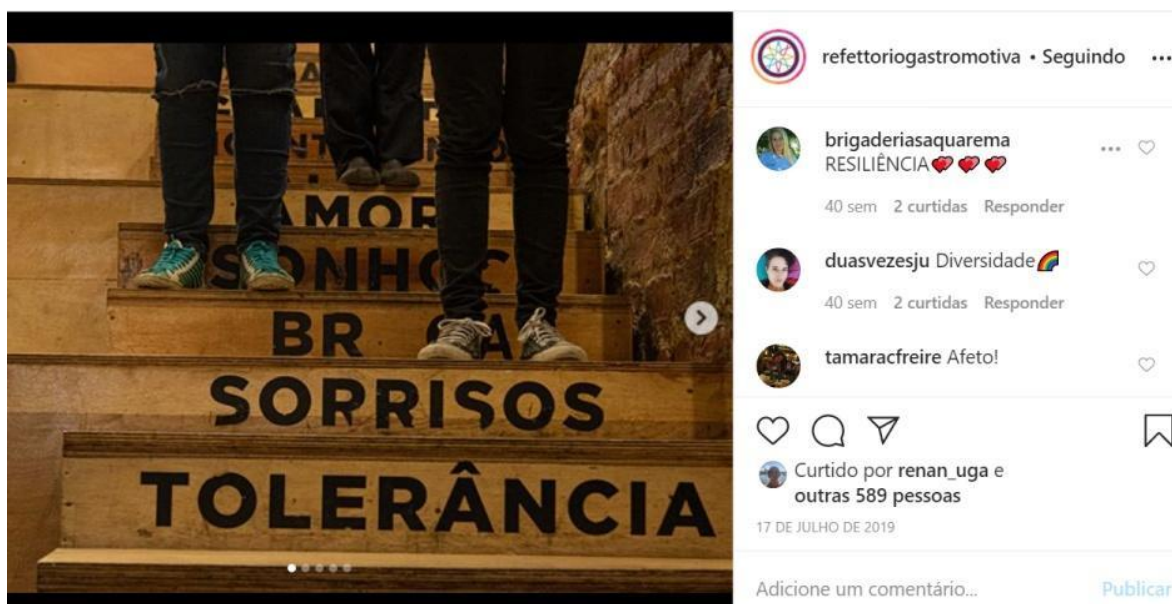 AMOR
SONHO
BR CA
SORRISOS
TOLERÂNCIA
refettoriogastromotiva • Seguindo
brigaderiasaquarema
RESILIÊNCIA💞💞💞
40 sem 2 curtidas Responder
duasvezesju Diversidade🌈
40 sem 2 curtidas Responder
tamaracfreire Afeto!
Curtido por renan_uga e
outras 589 pessoas
17 DE JULHO DE 2019
Adicione um comentário... Publicar